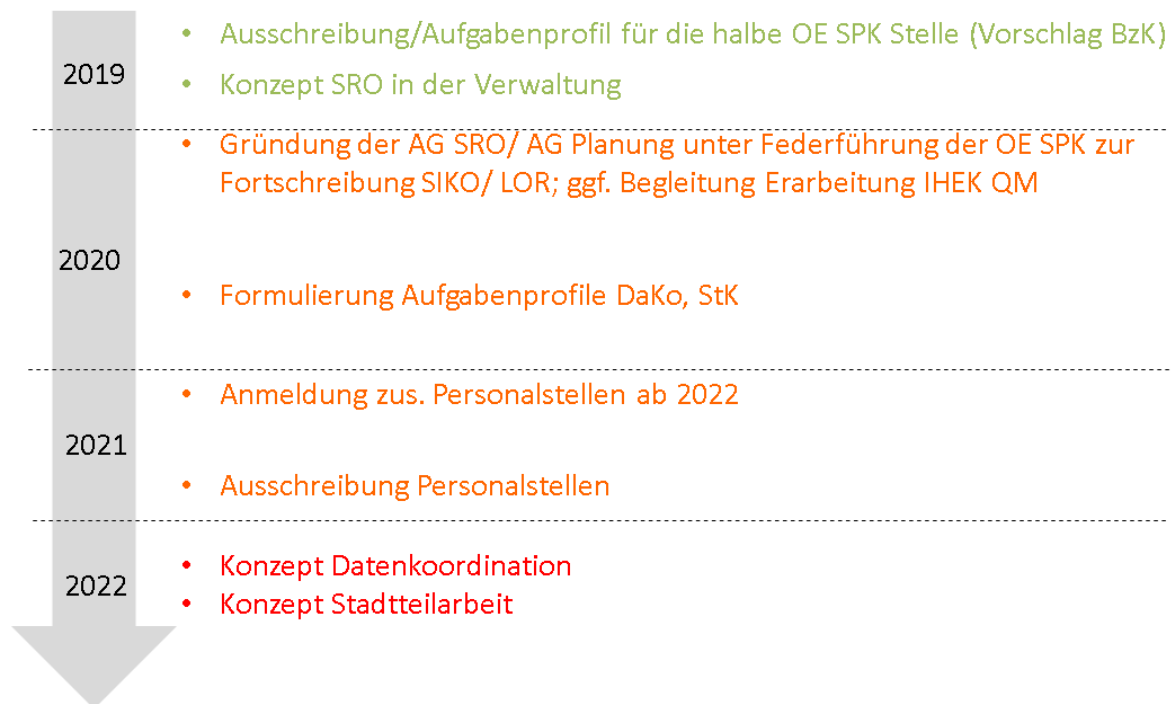 2019
• Ausschreibung/Aufgabenprofil für die halbe OE SPK Stelle (Vorschlag BzK)
• Konzept SRO in der Verwaltung
2020
• Gründung der AG SRO/ AG Planung unter Federführung der OE SPK zur
Fortschreibung SIKO/ LOR; ggf. Begleitung Erarbeitung IHEK QM
• Formulierung Aufgabenprofile DaKo, StK
2021
• Anmeldung zus. Personalstellen ab 2022
• Ausschreibung Personalstellen
2022
• Konzept Datenkoordination
• Konzept Stadtteilarbeit